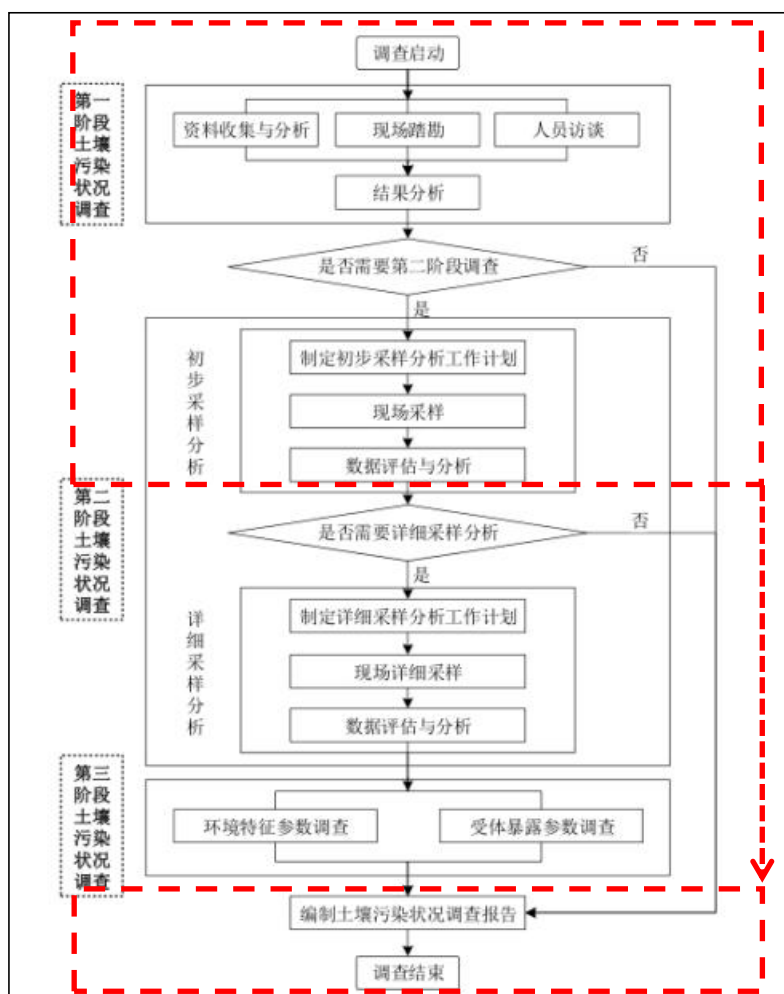 调查启动
第一
阶段
土壤
污染
状况
调查
资料收集与分析
现场踏勘
人员访谈
结果分析
是否需要第二阶段调查
否
是
初
步
采
样
分
析
制定初步采样分析工作计划
现场采样
数据评估与分析
第二
阶段
土壤
污染
状况
调查
是否需要详细采样分析
否
是
详
细
采
样
分
析
制定详细采样分析工作计划
现场详细采样
数据评估与分析
第三
阶段
土壤
污染
状况
调查
环境特征参数调查
受体暴露参数调查
编制土壤污染状况调查报告
调查结束